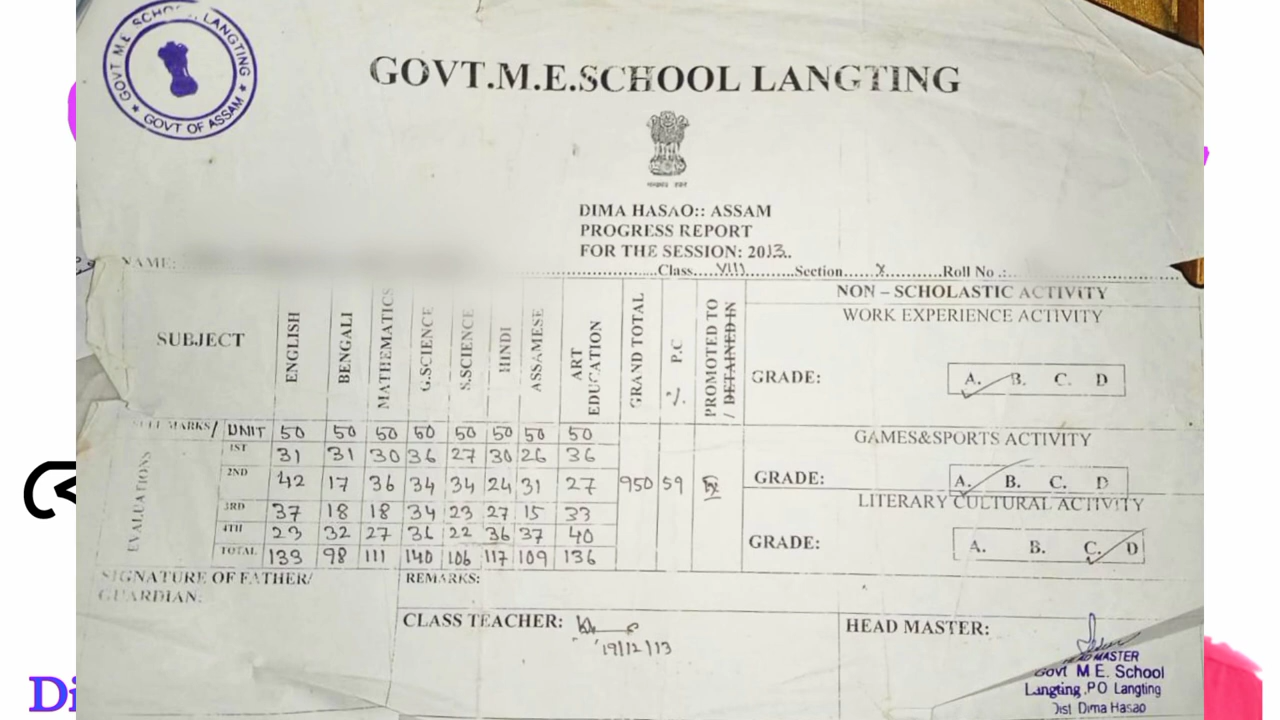 GOVT M.E. SCHOOL LANGTING
★ GOVT OF ASSAM ★
GOVT.M.E.SCHOOL LANGTING
DIMA HASAO:: ASSAM
PROGRESS REPORT
FOR THE SESSION: 2013..
NAME: Class VIII Section X Roll No.:
SUBJECT ENGLISH BENGALI MATHEMATICS G.SCIENCE S.SCIENCE HINDI ASSAMESE ART EDUCATION GRAND TOTAL P.C %. PROMOTED TO / DETAINED IN
NON – SCHOLASTIC ACTIVITY
WORK EXPERIENCE ACTIVITY
GRADE: A. B. C. D
FULL MARKS/ UNIT 50 50 50 50 50 50 50 50
EVALUATIONS
1ST 31 31 30 36 27 30 26 36
2ND 42 17 36 34 34 24 31 27 950 59 IX
3RD 37 18 18 34 23 27 15 33
4TH 23 32 27 36 22 36 37 40
TOTAL 133 98 111 140 106 117 109 136
GAMES&SPORTS ACTIVITY
GRADE: A. B. C. D
LITERARY CULTURAL ACTIVITY
GRADE: A. B. C. D
SIGNATURE OF FATHER/
GUARDIAN:
REMARKS:
CLASS TEACHER:
19/12/13
HEAD MASTER:
HEAD MASTER
Govt M E. School
Langting ,PO Langting
Dist Dima Hasao
Di